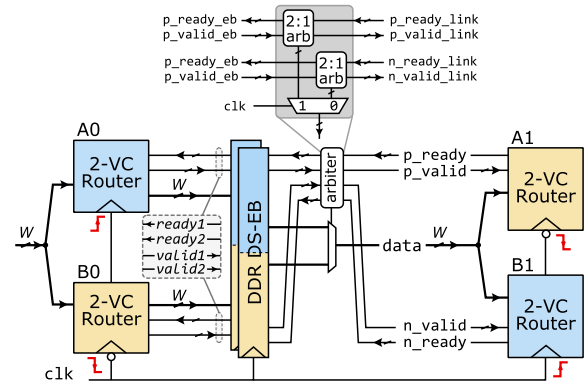 p_ready_eb
2:1
arb
p_ready_link
p_valid_eb
p_valid_link
p_ready_eb
2:1
arb
n_ready_link
p_valid_eb
n_valid_link
clk
1 0
A0
2-VC
Router
W
W
ready1
ready2
valid1
valid2
B0
2-VC
Router
W
clk
DDR DS-EB
arbiter
p_ready
p_valid
data
W
n_valid
n_ready
A1
2-VC
Router
B1
2-VC
Router